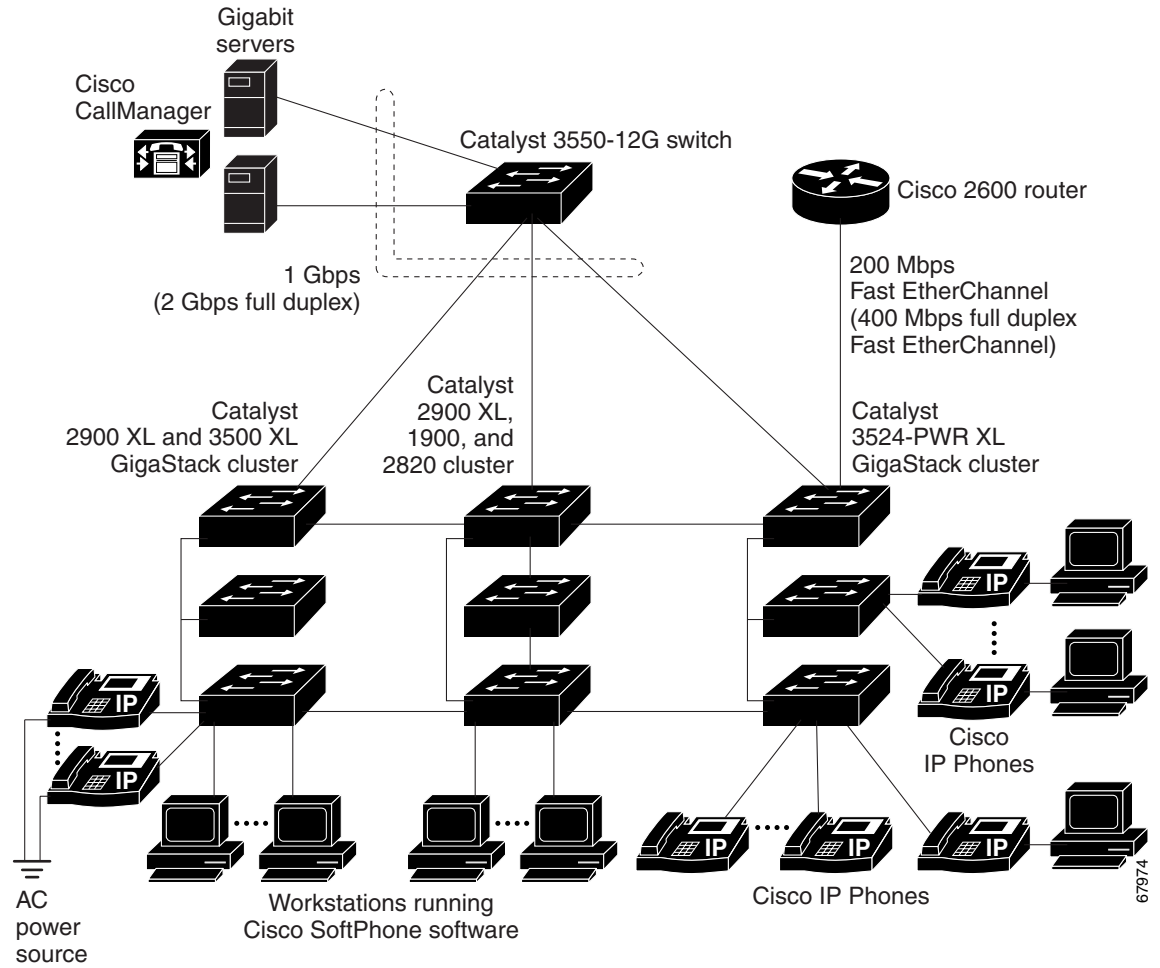 Gigabit
servers
Cisco
CallManager
Catalyst 3550-12G switch
Cisco 2600 router
1 Gbps
(2 Gbps full duplex)
200 Mbps
Fast EtherChannel
(400 Mbps full duplex
Fast EtherChannel)
Catalyst
2900 XL and 3500 XL
GigaStack cluster
Catalyst
2900 XL,
1900, and
2820 cluster
Catalyst
3524-PWR XL
GigaStack cluster
IP
IP
Cisco
IP Phones
IP
IP
IP
IP
IP
AC
power
source
Workstations running
Cisco SoftPhone software
Cisco IP Phones
67974